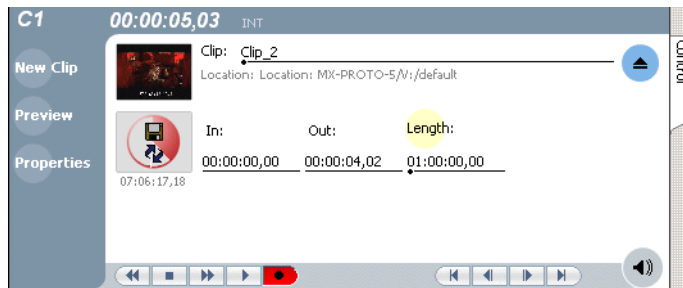 C1 00:00:05,03 INT
New Clip
Preview
Properties
Clip: Clip_2
Location: Location: MX-PROTO-5/V:/default
In: Out: Length:
00:00:00,00 00:00:04,02 01:00:00,00
07:06:17,18
Control